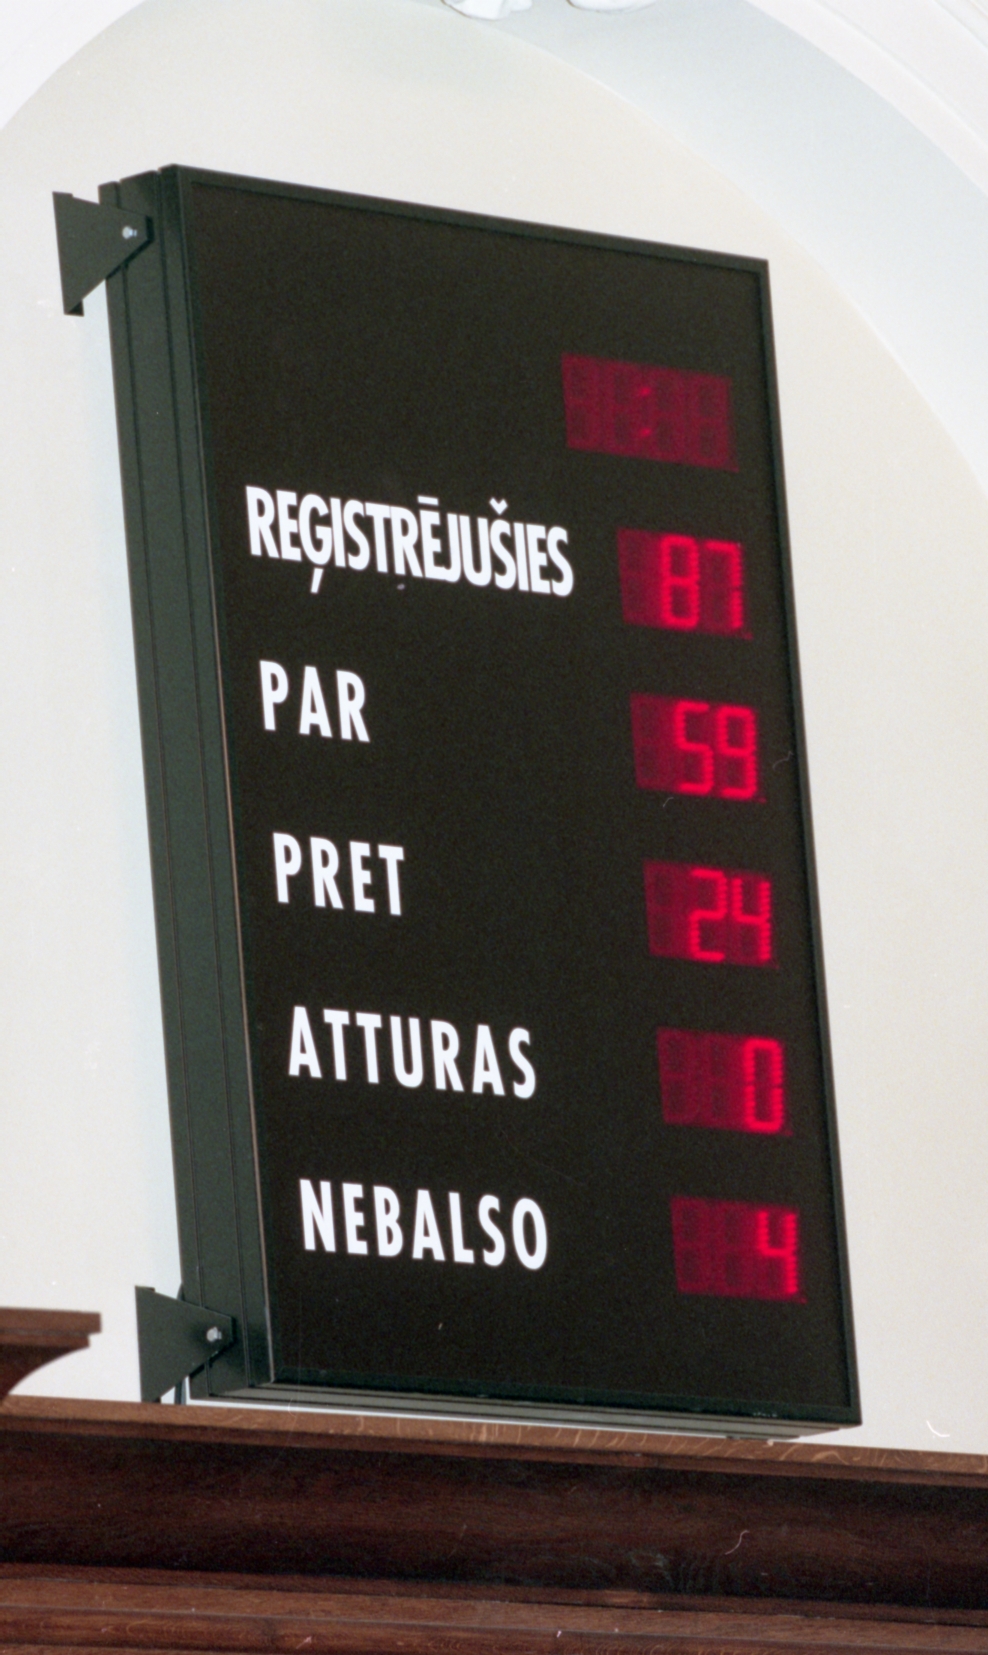 REĢISTRĒJUŠIES 87
PAR 59
PRET 24
ATTURAS 0
NEBALSO 4